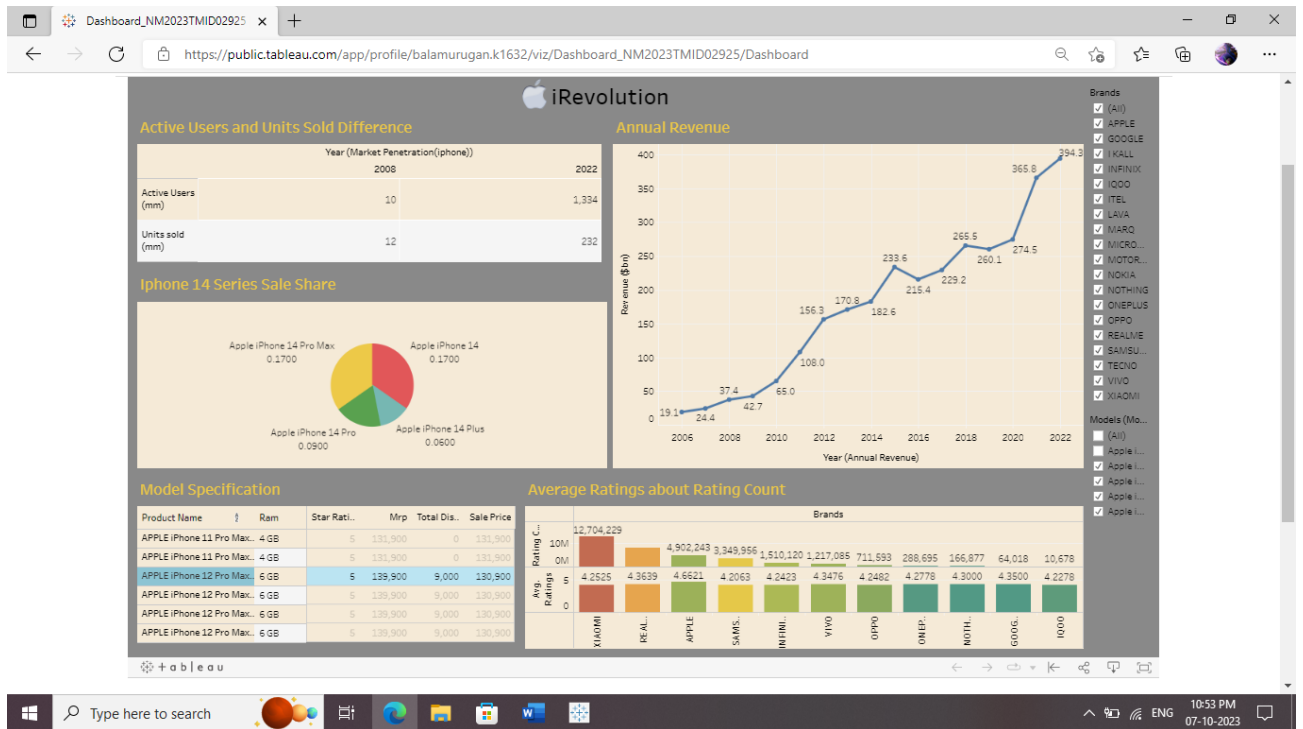 Dashboard_NM2023TMID02925
https://public.tableau.com/app/profile/balamurugan.k1632/viz/Dashboard_NM2023TMID02925/Dashboard
iRevolution
Active Users and Units Sold Difference
Year (Market Penetration(iphone))
2008 2022
Active Users (mm) 10 1,334
Units sold (mm) 12 232
Iphone 14 Series Sale Share
Apple iPhone 14 Pro Max
0.1700
Apple iPhone 14
0.1700
Apple iPhone 14 Pro
0.0900
Apple iPhone 14 Plus
0.0600
Annual Revenue
Revenue ($bn)
400
350
300
250
200
150
100
50
0
19.1
24.4
37.4
42.7
65.0
108.0
156.3
170.8
182.6
233.6
215.4
229.2
265.5
260.1
274.5
365.8
394.3
2006 2008 2010 2012 2014 2016 2018 2020 2022
Year (Annual Revenue)
Model Specification
Product Name Ram Star Rati.. Mrp Total Dis.. Sale Price
APPLE iPhone 11 Pro Max.. 4 GB 5 131,900 0 131,900
APPLE iPhone 11 Pro Max.. 4 GB 5 131,900 0 131,900
APPLE iPhone 12 Pro Max.. 6 GB 5 139,900 9,000 130,900
APPLE iPhone 12 Pro Max.. 6 GB 5 139,900 9,000 130,900
APPLE iPhone 12 Pro Max.. 6 GB 5 139,900 9,000 130,900
APPLE iPhone 12 Pro Max.. 6 GB 5 139,900 9,000 130,900
Average Ratings about Rating Count
Brands
Rating C..
10M
0M
12,704,229 4,902,243 3,349,956 1,510,120 1,217,085 711,593 288,695 166,877 64,018 10,678
Avg. Ratings
5
0
4.2525 4.3639 4.6621 4.2063 4.2423 4.3476 4.2482 4.2778 4.3000 4.3500 4.2278
XIAOMI REAL.. APPLE SAMS.. INFINI.. VIVO OPPO ONEP.. NOTH.. GOOG.. IQOO
Brands
(All)
APPLE
GOOGLE
I KALL
INFINIX
IQOO
ITEL
LAVA
MARQ
MICRO...
MOTOR...
NOKIA
NOTHING
ONEPLUS
OPPO
REALME
SAMSU...
TECNO
VIVO
XIAOMI
Models (Mo...
(All)
Apple i...
Apple i...
Apple i...
Apple i...
Apple i...
+ a b | e a u
Type here to search
ENG
10:53 PM
07-10-2023